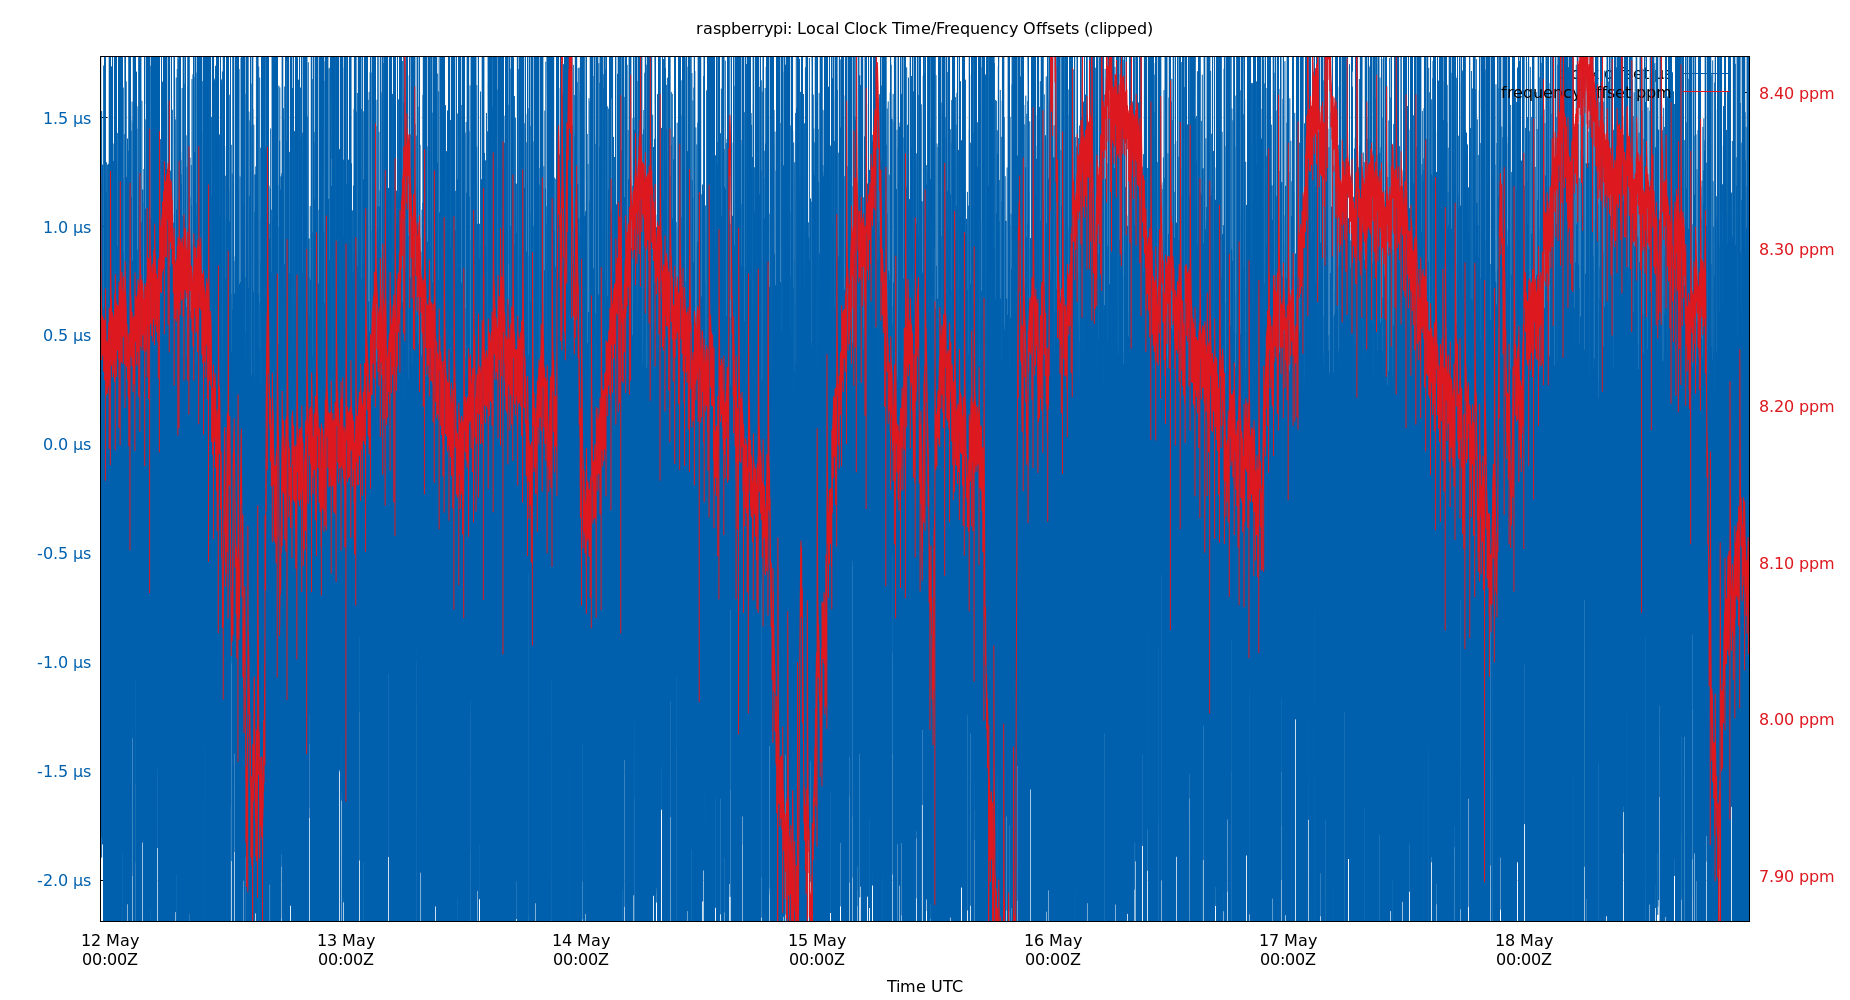 raspberrypi: Local Clock Time/Frequency Offsets (clipped)
frequency offset ppm
1.5 µs
1.0 µs
0.5 µs
0.0 µs
-0.5 µs
-1.0 µs
-1.5 µs
-2.0 µs
8.40 ppm
8.30 ppm
8.20 ppm
8.10 ppm
8.00 ppm
7.90 ppm
12 May 13 May 14 May 15 May 16 May 17 May 18 May
00:00Z 00:00Z 00:00Z 00:00Z 00:00Z 00:00Z 00:00Z
Time UTC